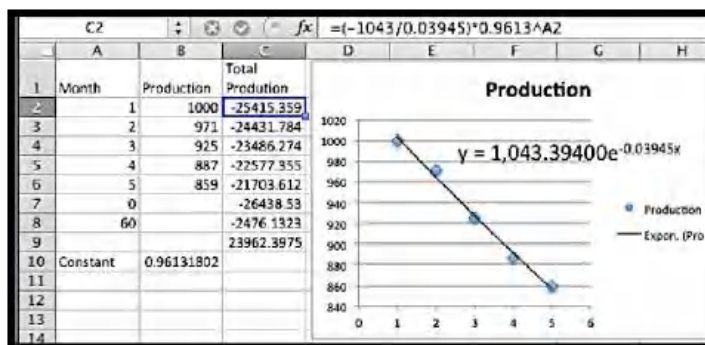 C2 fx =(−1043/0.03945)*0.9613^A2
A B C D E F G H
1 Month Production Total Prodution
2 1 1000 -25415.359
3 2 971 -24431.784
4 3 925 -23486.274
5 4 887 -22577.355
6 5 859 -21703.612
7 0 -26438.53
8 60 -2476.1323
9 23962.3975
10 Constant 0.96131802
11
12
13
14
Production
y = 1,043.39400e-0.03945x
1020
1000
980
960
940
920
900
880
860
840
0 1 2 3 4 5 6
Production
Expon. (Pro